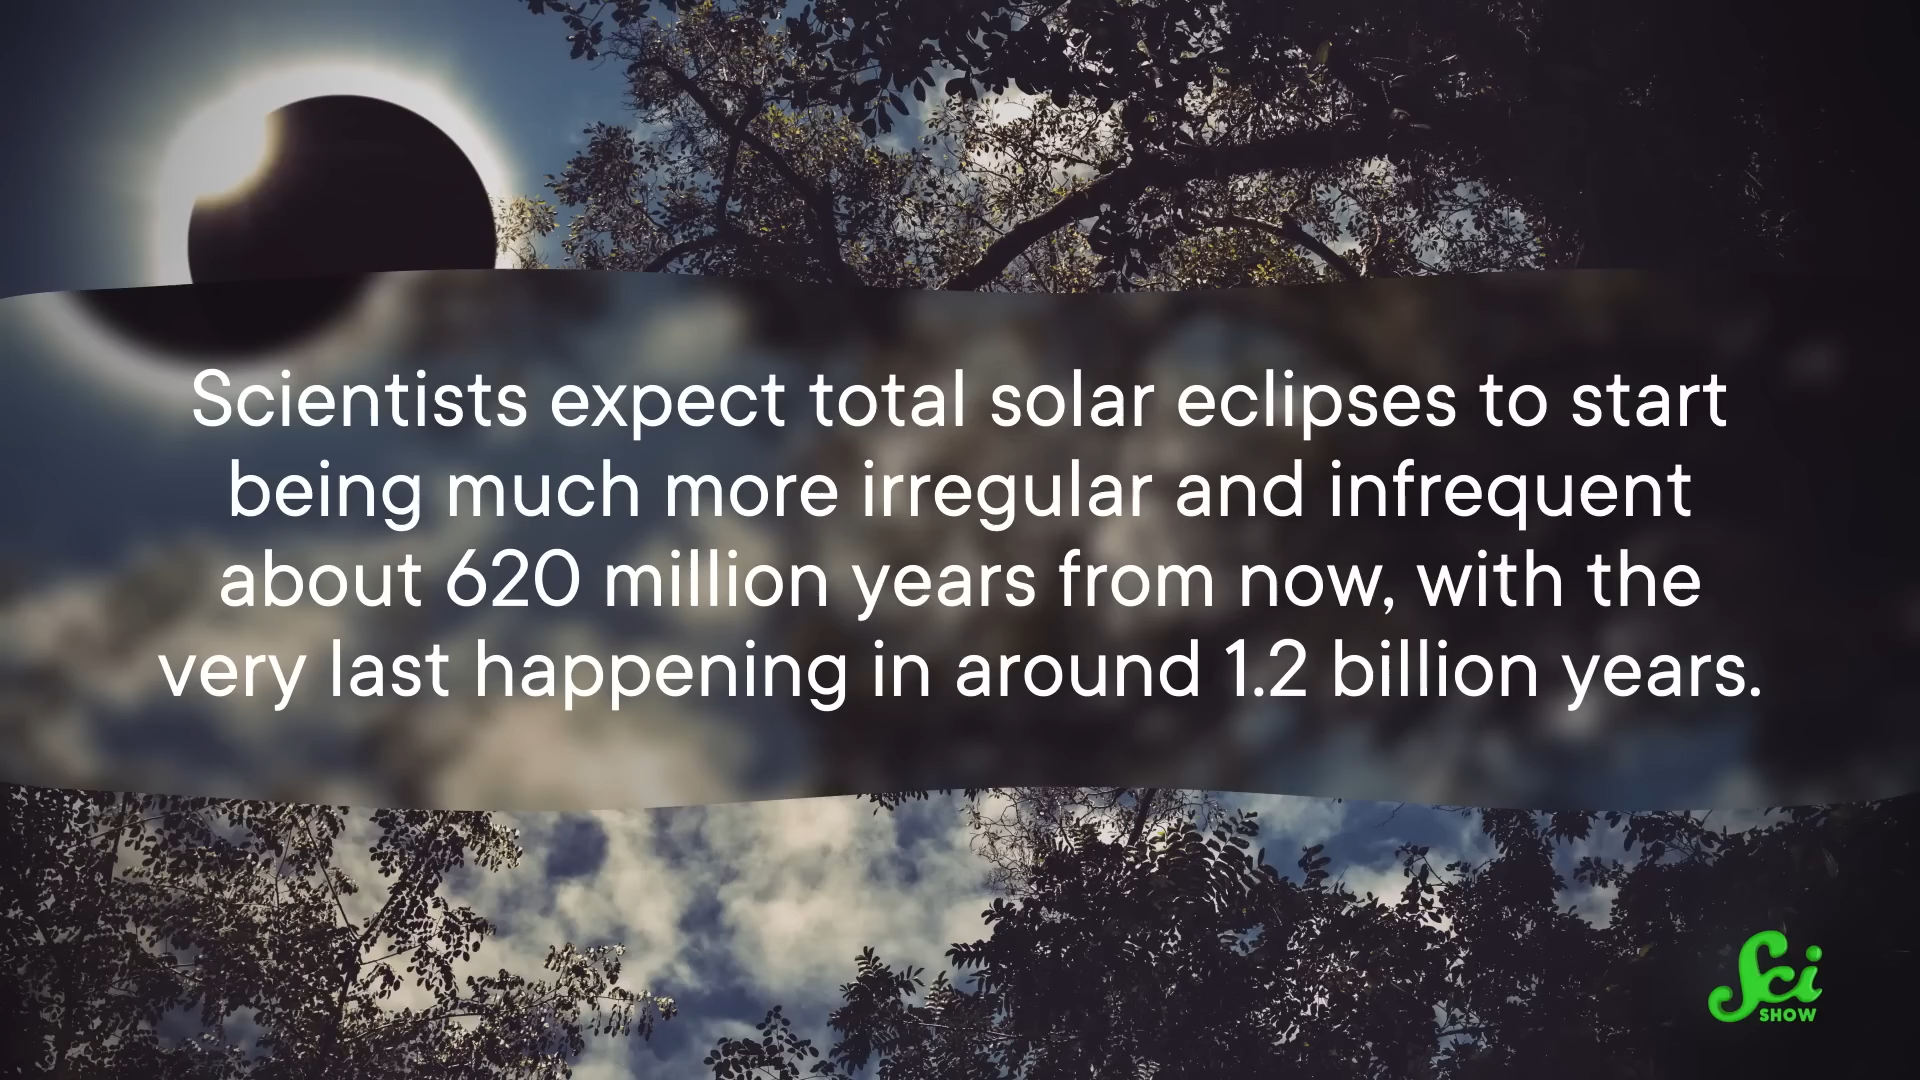 Scientists expect total solar eclipses to start
being much more irregular and infrequent
about 620 million years from now, with the
very last happening in around 1.2 billion years.
Sci
SHOW